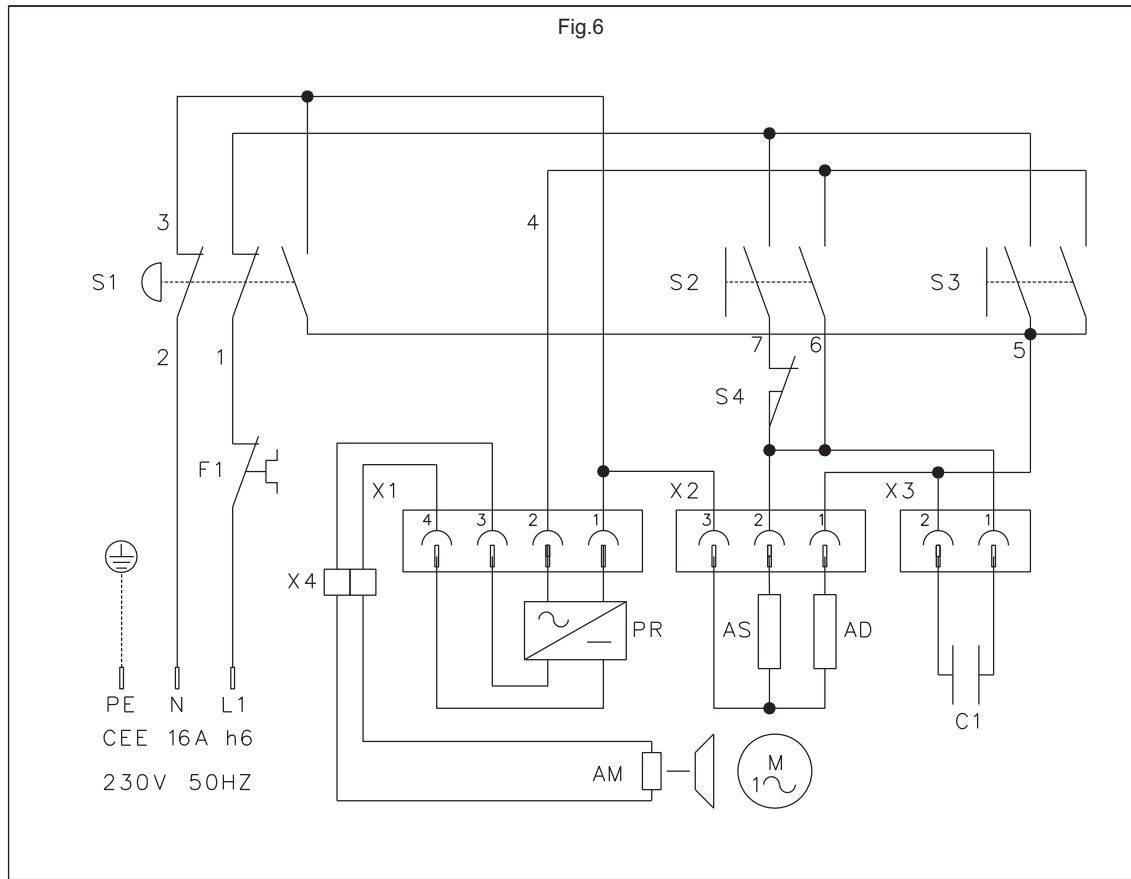 Fig.6
3
4
S1
S2
S3
2
1
7
6
5
S4
F1
X1
X2
X3
4
3
2
1
3
2
1
2
1
X4
PR
AS
AD
PE N L1
C1
CEE 16A h6
AM
M
1
230V 50HZ